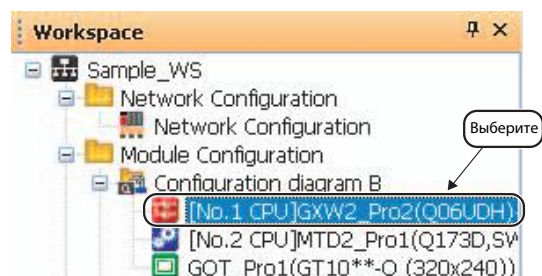 Workspace
Sample_WS
Network Configuration
Network Configuration
Выберите
Module Configuration
Configuration diagram B
[No.1 CPU]GXW2_Pro2(Q06UDH)
[No.2 CPU]MTD2_Pro1(Q173D,SW
GOT_Pro1(GT10**-Q (320x240))